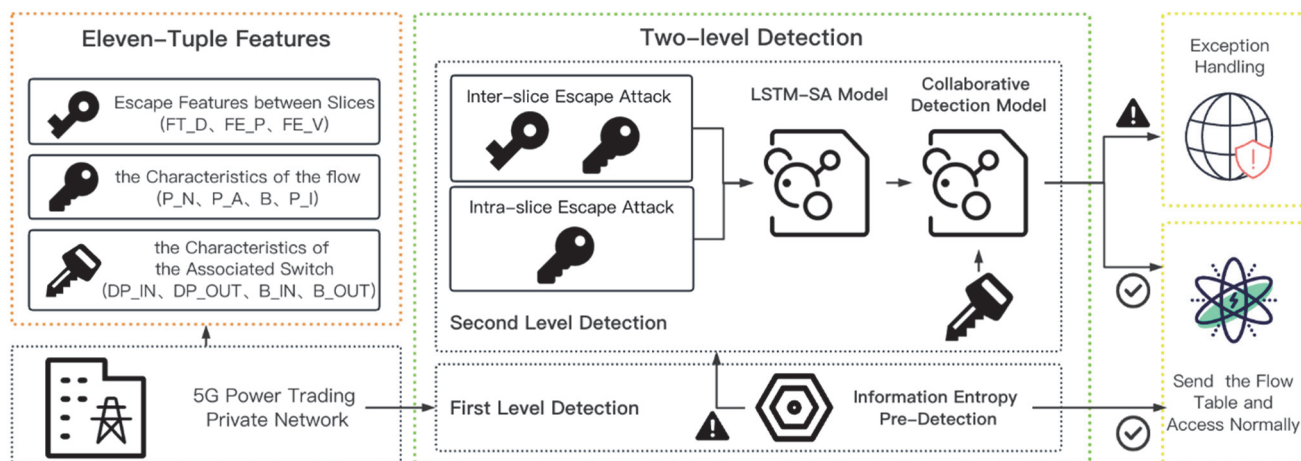 Eleven-Tuple Features
Escape Features between Slices
(FT_D、FE_P、FE_V)
the Characteristics of the flow
(P_N、P_A、B、P_I)
the Characteristics of
the Associated Switch
(DP_IN、DP_OUT、B_IN、B_OUT)
5G Power Trading
Private Network
Two-level Detection
Inter-slice Escape Attack
Intra-slice Escape Attack
LSTM-SA Model
Collaborative
Detection Model
Second Level Detection
First Level Detection
Information Entropy
Pre-Detection
Exception
Handling
Send the Flow
Table and
Access Normally